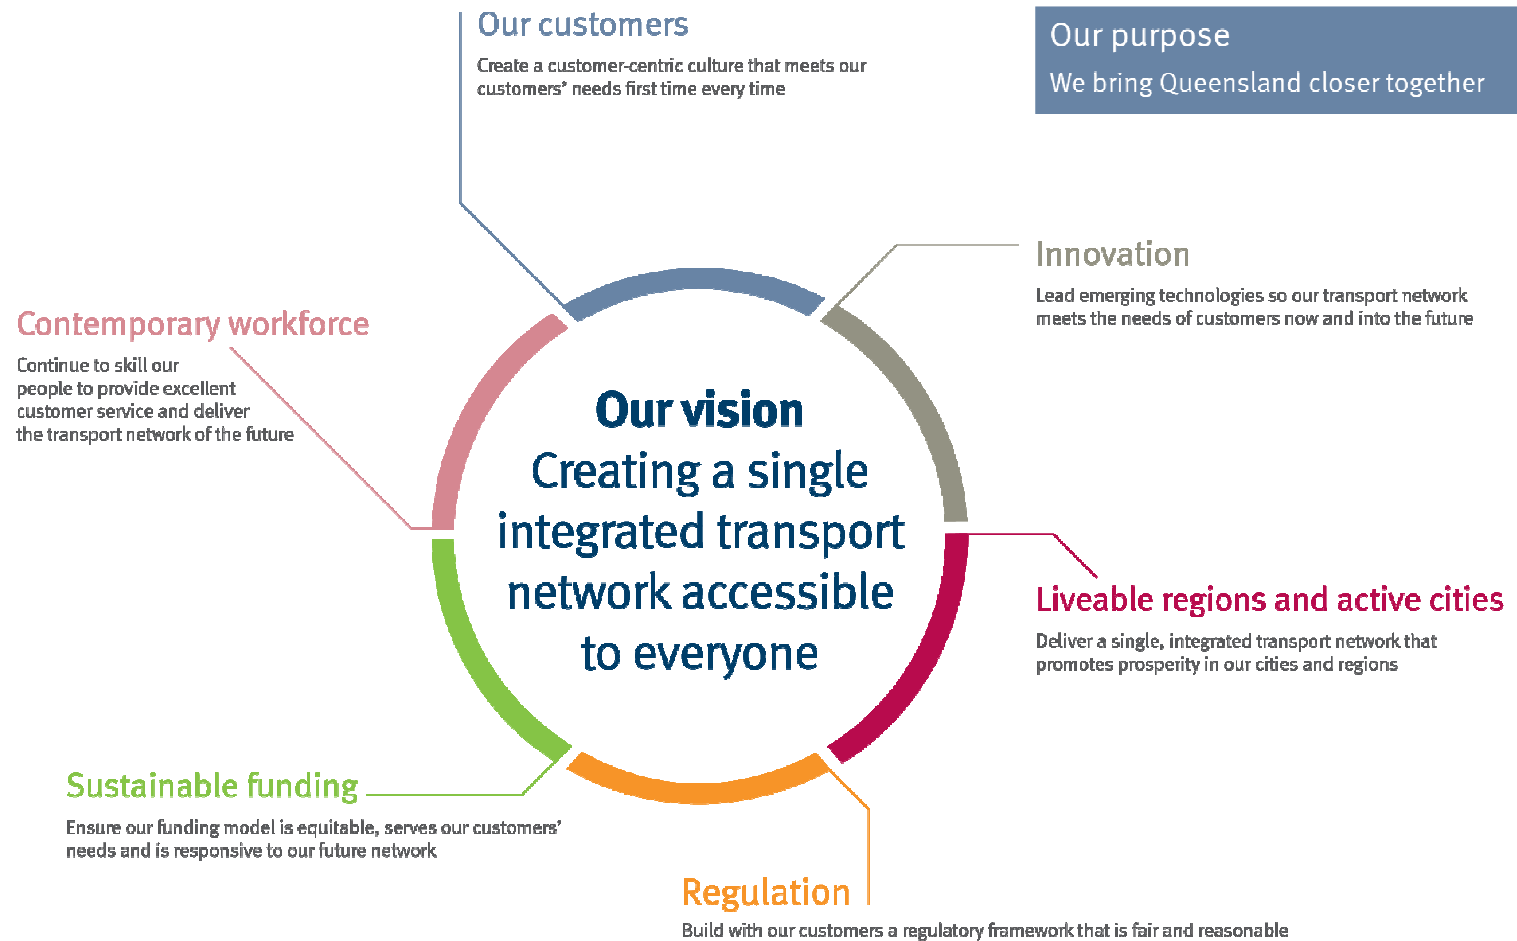 Our customers
Create a customer-centric culture that meets our
customers' needs first time every time
Our purpose
We bring Queensland closer together
Innovation
Lead emerging technologies so our transport network
meets the needs of customers now and into the future
Contemporary workforce
Continue to skill our
people to provide excellent
customer service and deliver
the transport network of the future
Our vision
Creating a single
integrated transport
network accessible
to everyone
Liveable regions and active cities
Deliver a single, integrated transport network that
promotes prosperity in our cities and regions
Sustainable funding
Ensure our funding model is equitable, serves our customers'
needs and is responsive to our future network
Regulation
Build with our customers a regulatory framework that is fair and reasonable